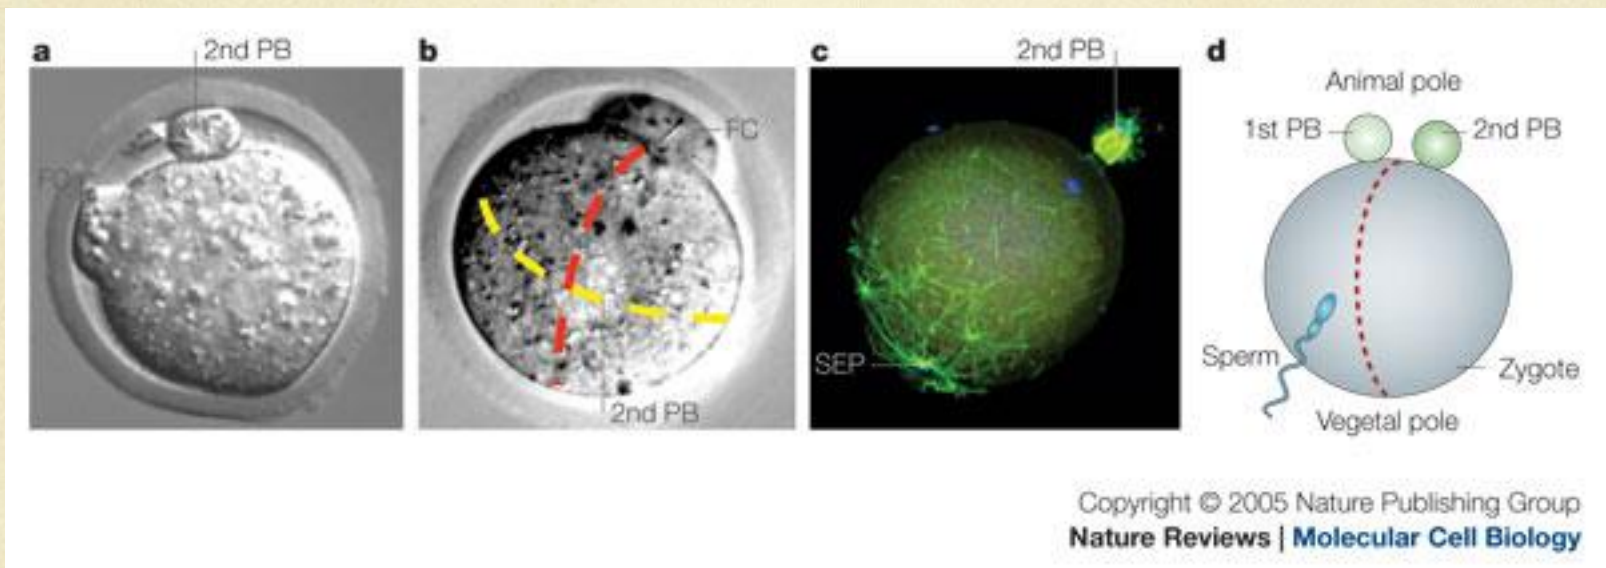 a
2nd PB
FC
b
FC
2nd PB
c
2nd PB
SEP
d
Animal pole
1st PB
2nd PB
Sperm
Zygote
Vegetal pole
Copyright © 2005 Nature Publishing Group
Nature Reviews | Molecular Cell Biology